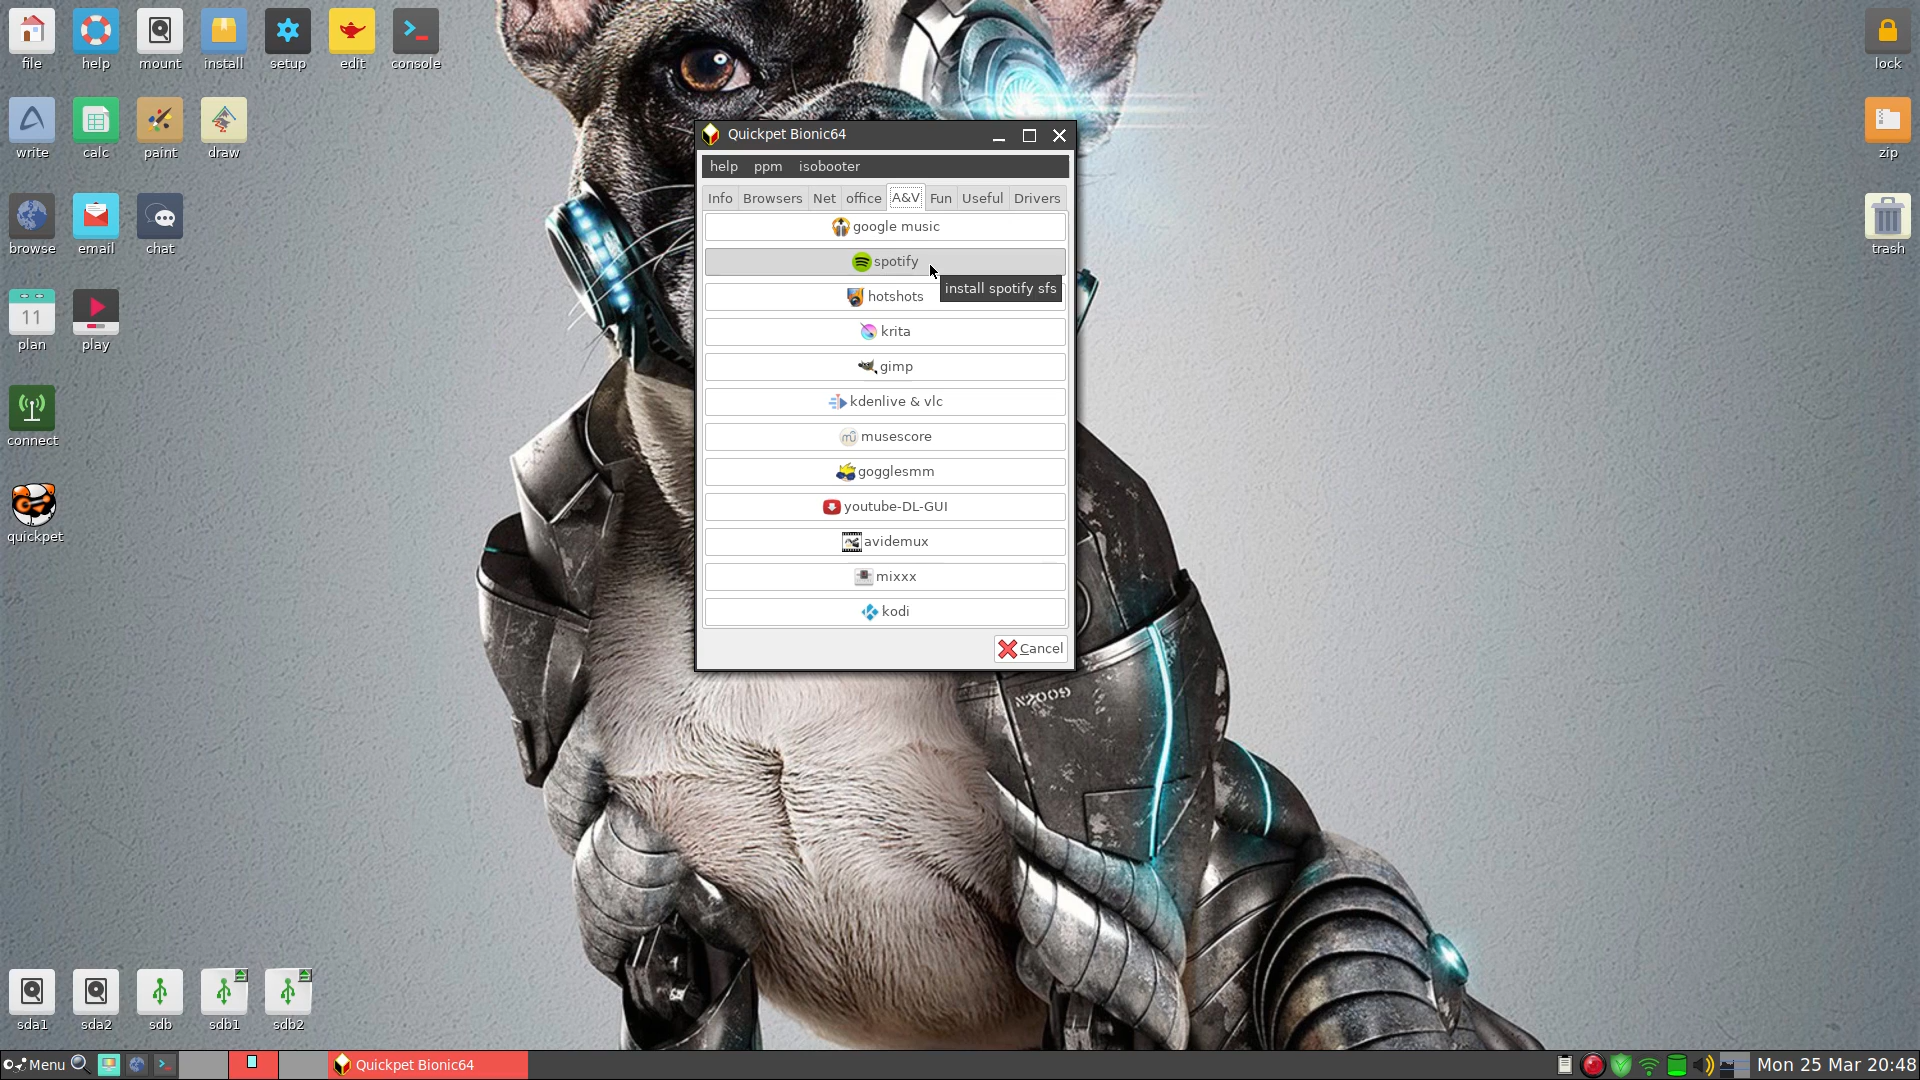 file
help
mount
install
setup
edit
console
lock
write
calc
paint
draw
zip
browse
email
chat
trash
11
plan
play
connect
quickpet
Quickpet Bionic64
help ppm isobooter
Info Browsers Net office A&V Fun Useful Drivers
google music
spotify
install spotify sfs
hotshots
krita
gimp
kdenlive & vlc
musescore
gogglesmm
youtube-DL-GUI
avidemux
mixxx
kodi
Cancel
N2009
sda1
sda2
sdb
sdb1
sdb2
Menu
Quickpet Bionic64
Mon 25 Mar 20:48